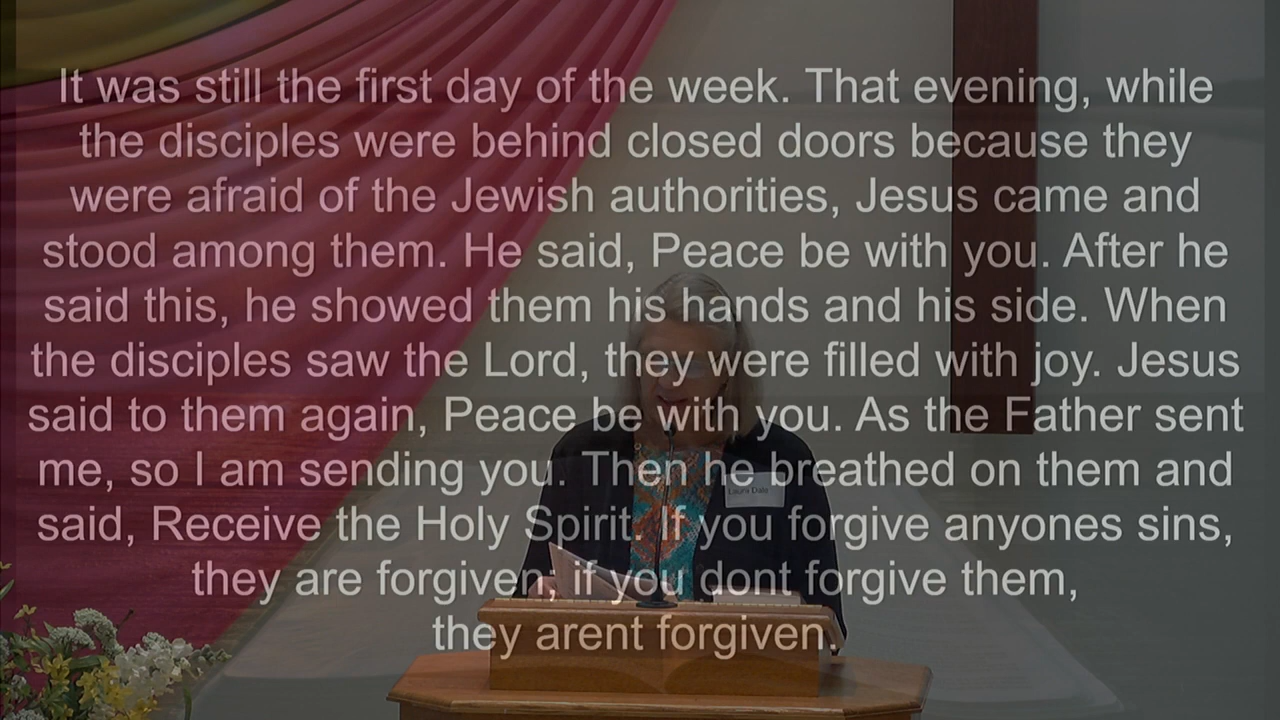 It was still the first day of the week. That evening, while
the disciples were behind closed doors because they
were afraid of the Jewish authorities, Jesus came and
stood among them. He said, Peace be with you. After he
said this, he showed them his hands and his side. When
the disciples saw the Lord, they were filled with joy. Jesus
said to them again, Peace be with you. As the Father sent
me, so I am sending you. Then he breathed on them and
said, Receive the Holy Spirit. If you forgive anyones sins,
they are forgiven; if you dont forgive them,
they arent forgiven.
Laura Dale